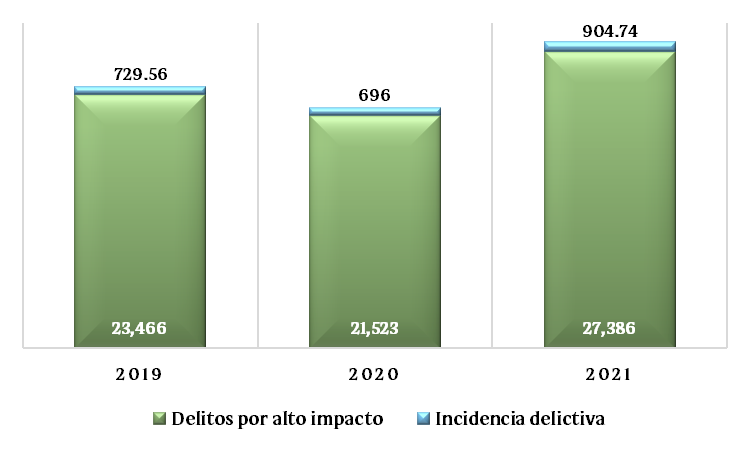 904.74
729.56
696
23,466 21,523 27,386
2019 2020 2021
Delitos por alto impacto Incidencia delictiva